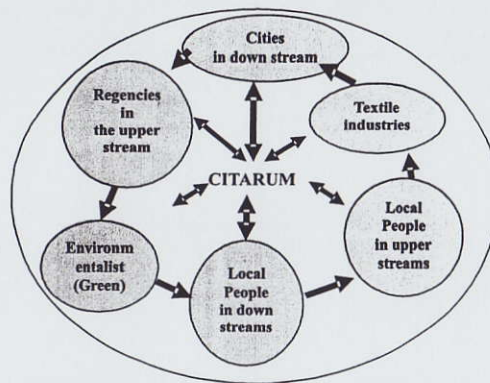 Cities
in down stream
Regencies
in
the upper
stream
Textile
industries
CITARUM
Local
People
in upper
streams
Environm
entalist
(Green)
Local
People
in down
streams